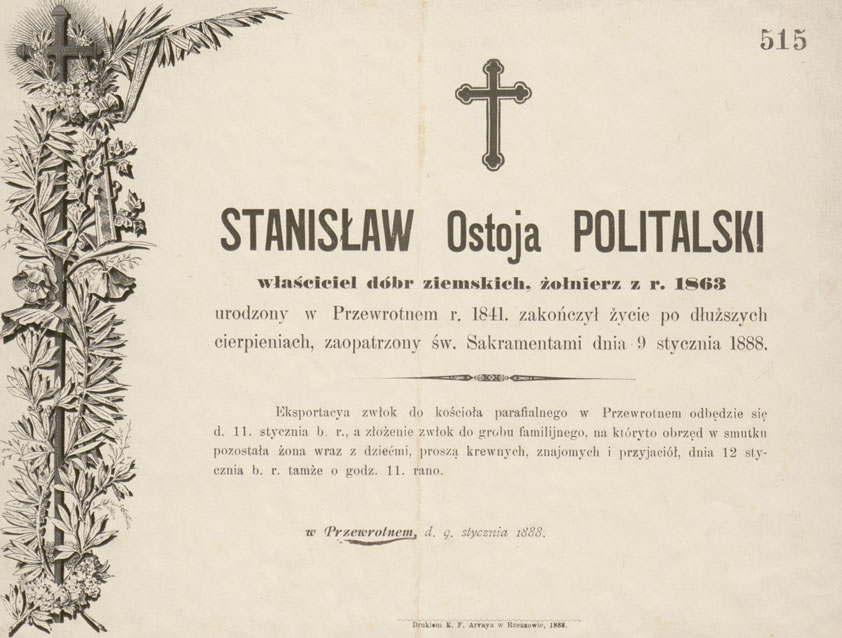 515
STANISŁAW Ostoja POLITALSKI
właściciel dóbr ziemskich, żołnierz z r. 1863
urodzony w Przewrotnem r. 1841. zakończył życie po dłuższych
cierpieniach, zaopatrzony św. Sakramentami dnia 9 stycznia 1888.
Eksportacya zwłok do kościoła parafialnego w Przewrotnem odbędzie się
d. 11. stycznia b. r., a złożenie zwłok do grobu familijnego, na któryto obrzęd w smutku
pozostała żona wraz z dziećmi, proszą krewnych, znajomych i przyjaciół, dnia 12 sty-
cznia b. r. tamże o godz. 11. rano.
w Przewrotnem, d. 9. stycznia 1888.
Drukiem E. F. Arvaya w Rzeszowie, 1888.